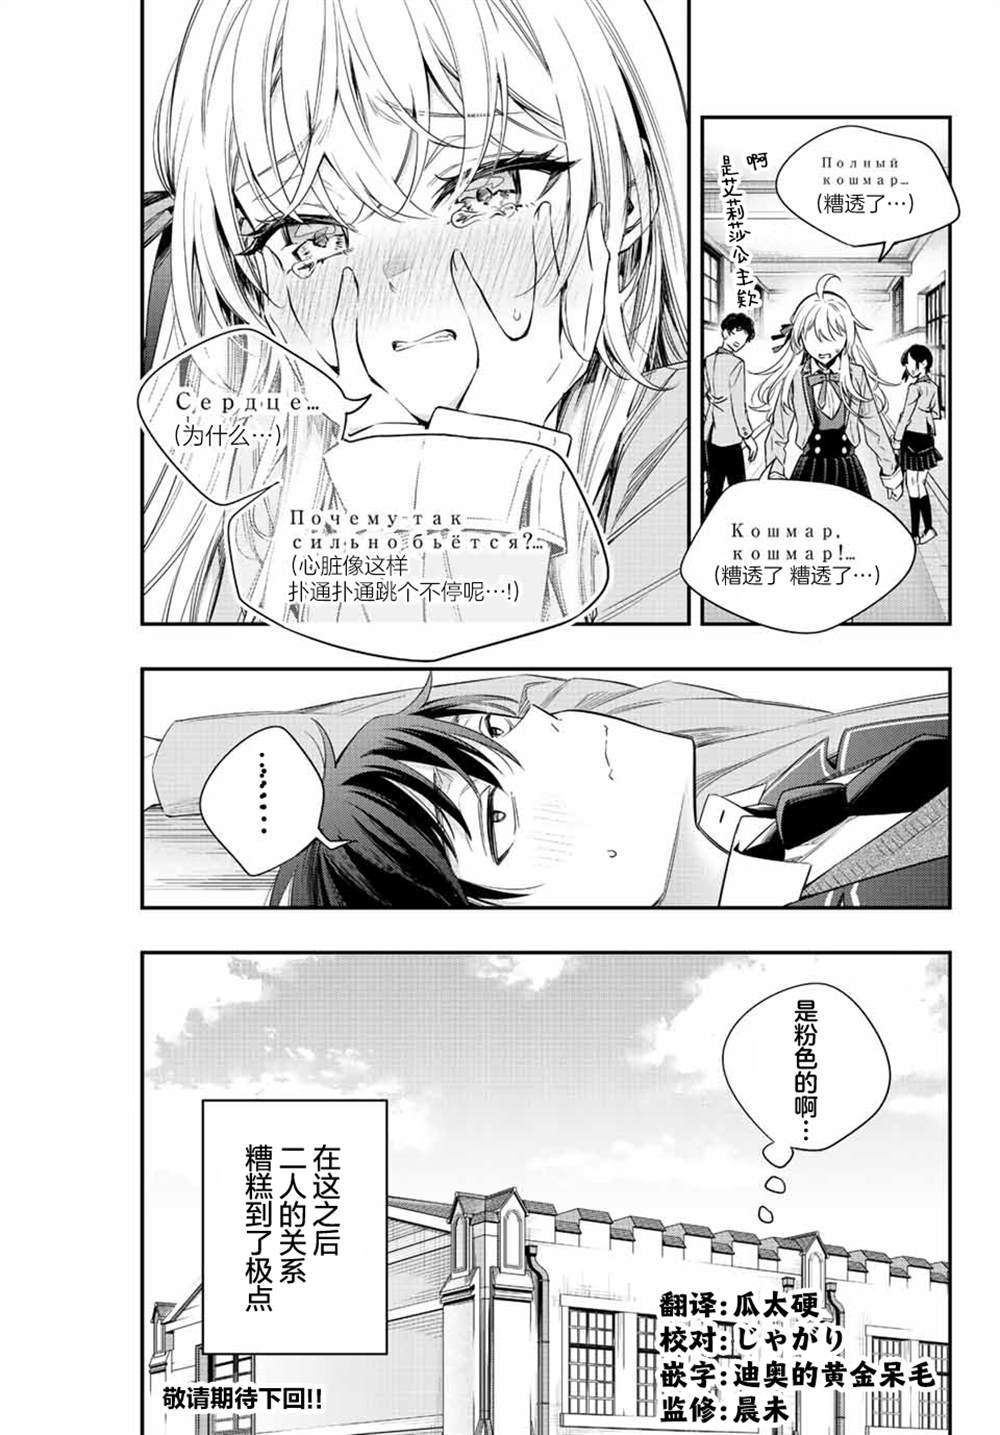 Полный
кошмар…
(糟透了…)
啊
是艾莉莎公主欸
Кошмар,
кошмар!…
(糟透了 糟透了…)
Сердце…
(为什么…)
Почему так
сильно бьётся?…
(心脏像这样
扑通扑通跳个不停呢…!)
……
是粉色的啊…
在这之后
二人的关系
糟糕到了极点
翻译:瓜太硬
校对:じゃがり
嵌字:迪奥的黄金呆毛
监修:晨未
敬请期待下回!!